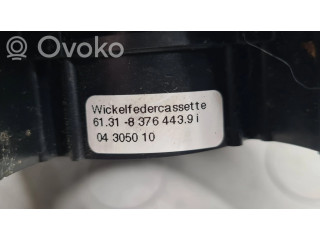 Ovoko
Wickelfedercassette
61.31-8 376 443.9 i
04 3050 10